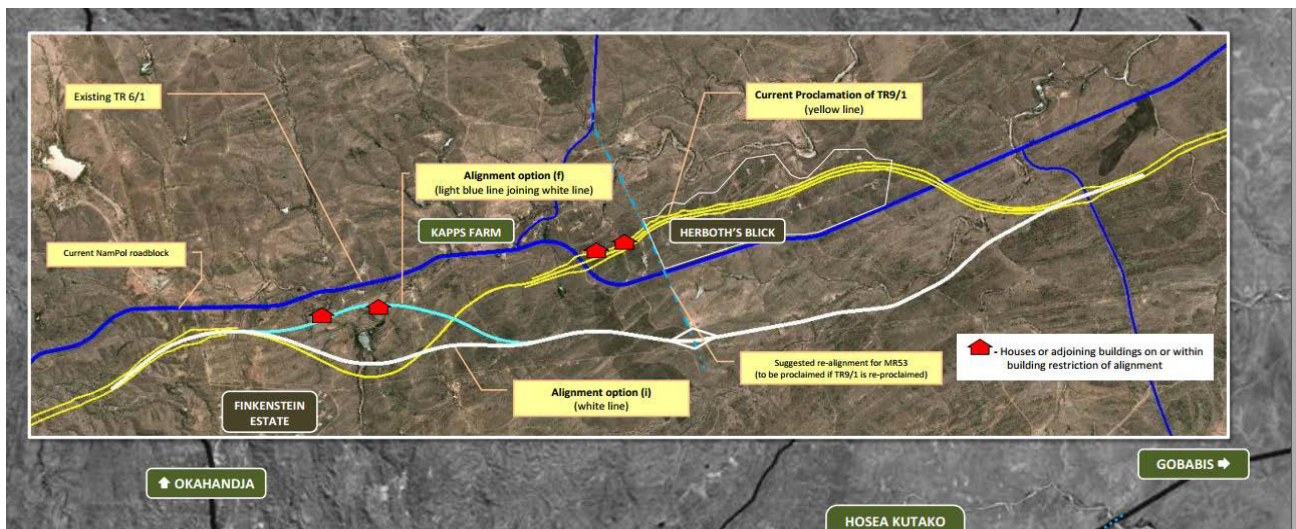 Existing TR 6/1
Current Proclamation of TR9/1
(yellow line)
Alignment option (f)
(light blue line joining white line)
KAPPS FARM
HERBOTH'S BLICK
Current NamPol roadblock
Suggested re-alignment for MR53
(to be proclaimed if TR9/1 is re-proclaimed)
- Houses or adjoining buildings on or within
building restriction of alignment
Alignment option (i)
(white line)
FINKENSTEIN
ESTATE
OKAHANDJA
GOBABIS
HOSEA KUTAKO